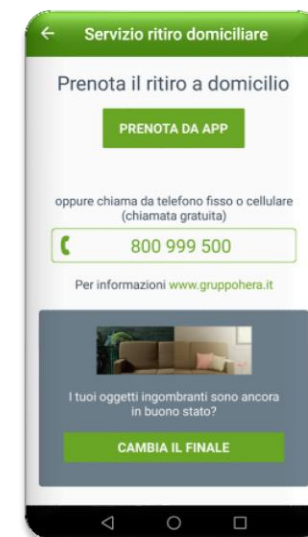 Servizio ritiro domiciliare
Prenota il ritiro a domicilio
PRENOTA DA APP
oppure chiama da telefono fisso o cellulare
(chiamata gratuita)
800 999 500
Per informazioni www.gruppohera.it
I tuoi oggetti ingombranti sono ancora
in buono stato?
CAMBIA IL FINALE